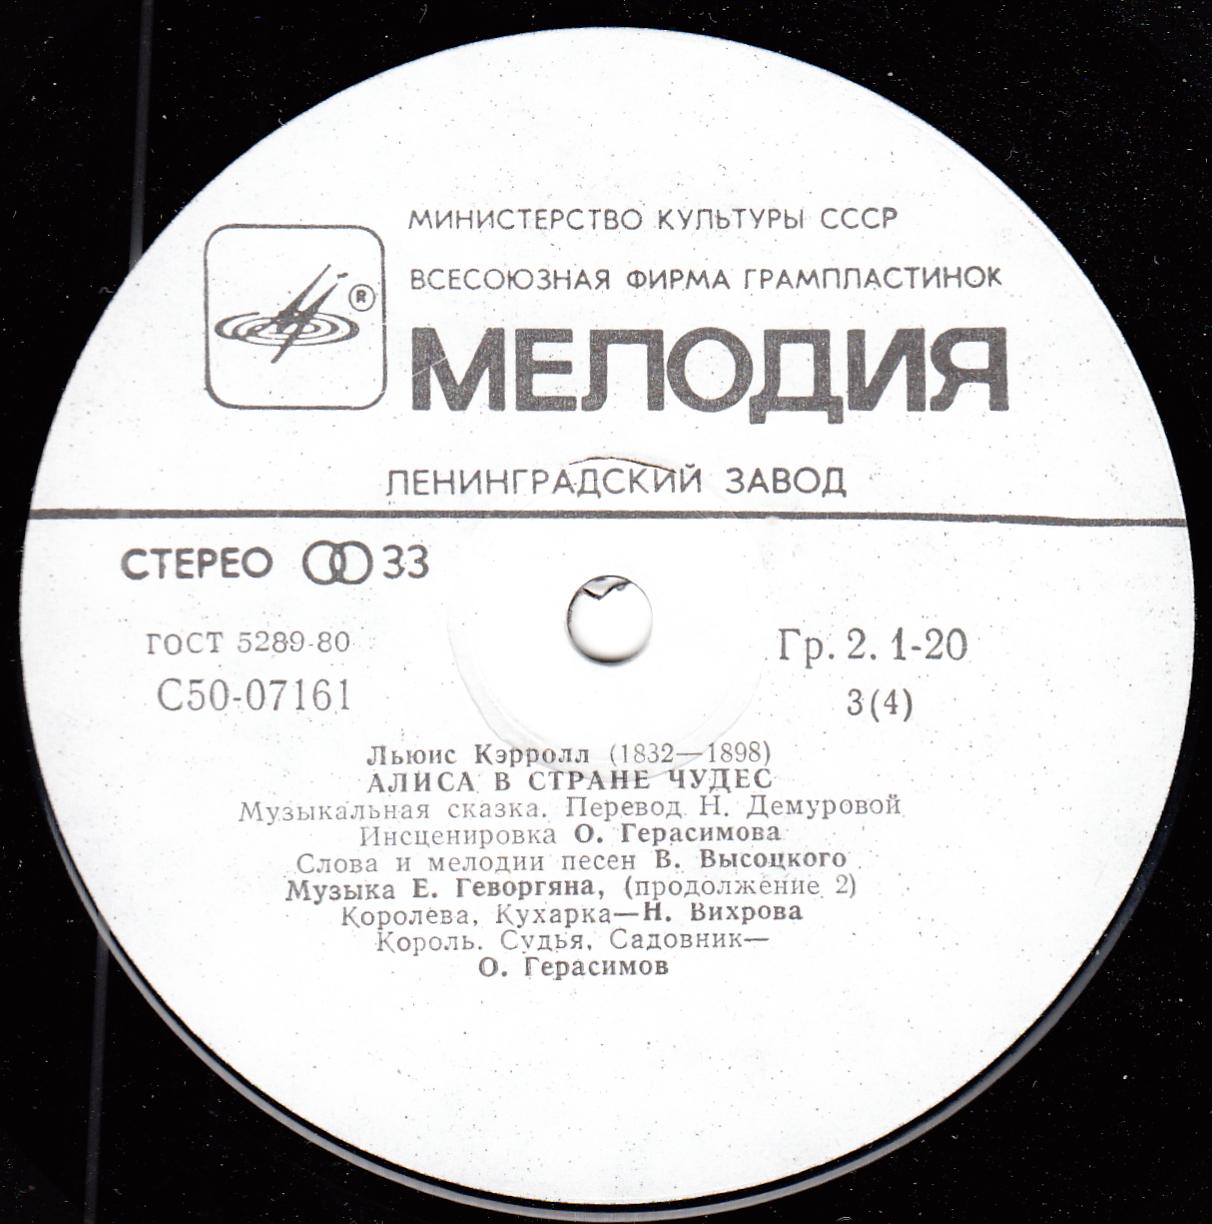 МИНИСТЕРСТВО КУЛЬТУРЫ СССР
ВСЕСОЮЗНАЯ ФИРМА ГРАМПЛАСТИНОК
®
МЕЛОДИЯ
ЛЕНИНГРАДСКИЙ ЗАВОД
СТЕРЕО 33
ГОСТ 5289-80
С50-07161
Гр. 2. 1-20
3(4)
Льюис Кэрролл (1832—1898)
АЛИСА В СТРАНЕ ЧУДЕС
Музыкальная сказка. Перевод Н. Демуровой
Инсценировка О. Герасимова
Слова и мелодии песен В. Высоцкого
Музыка Е. Геворгяна, (продолжение 2)
Королева, Кухарка—Н. Вихрова
Король. Судья, Садовник—
О. Герасимов